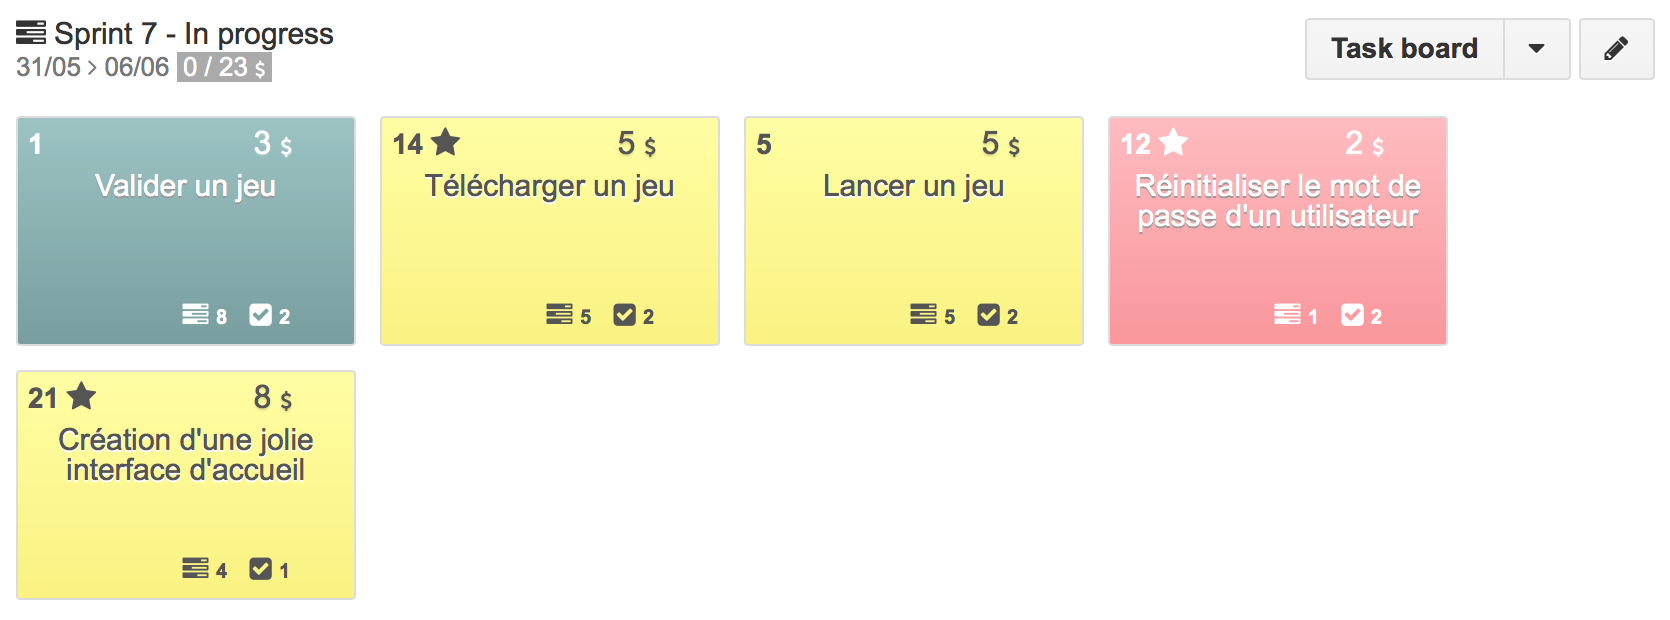 Sprint 7 - In progress
31/05 > 06/06 0 / 23 $
Task board
1 3 $
Valider un jeu
8 2
14 5 $
Télécharger un jeu
5 2
5 5 $
Lancer un jeu
5 2
12 2 $
Réinitialiser le mot de
passe d'un utilisateur
1 2
21 8 $
Création d'une jolie
interface d'accueil
4 1